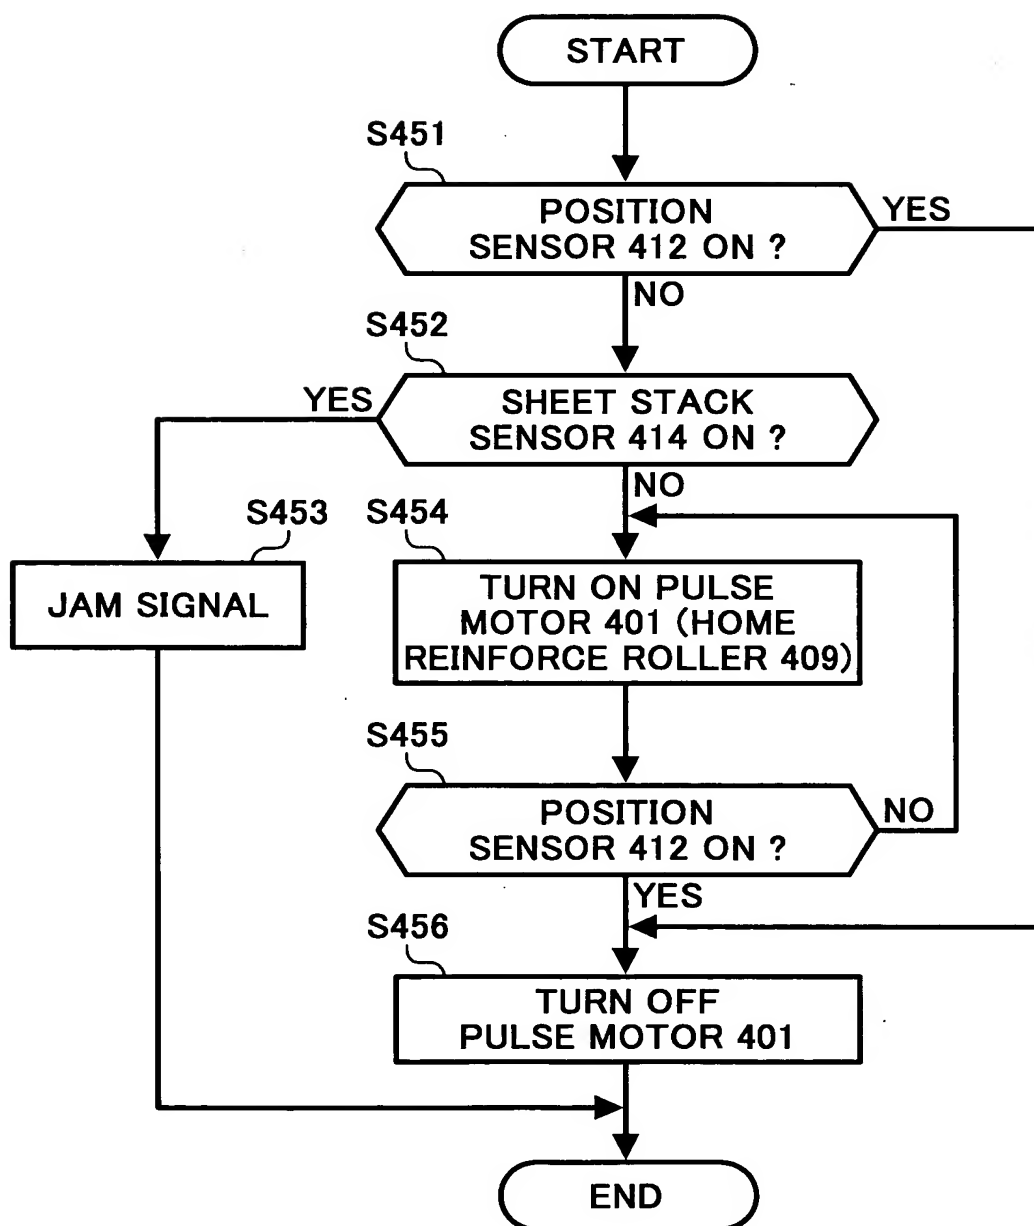 START
S451
POSITION
SENSOR 412 ON ?
YES
NO
S452
YES
SHEET STACK
SENSOR 414 ON ?
NO
S453
JAM SIGNAL
S454
TURN ON PULSE
MOTOR 401 (HOME
REINFORCE ROLLER 409)
S455
POSITION
SENSOR 412 ON ?
NO
YES
S456
TURN OFF
PULSE MOTOR 401
END